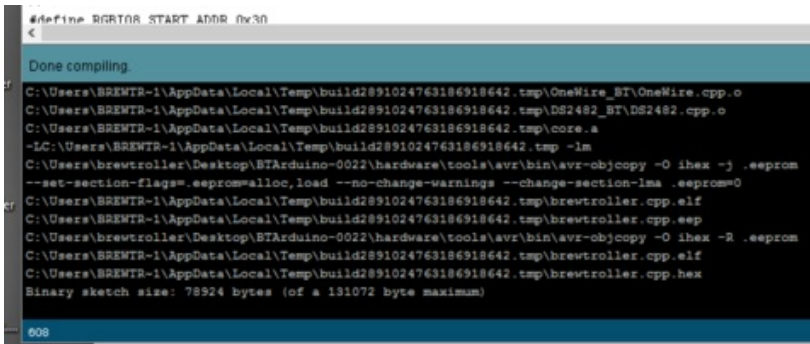 #define RGBIO8_START_ADDR 0x30
Done compiling.
C:\Users\BREWTR~1\AppData\Local\Temp\build2891024763186918642.tmp\OneWire_BT\OneWire.cpp.o
C:\Users\BREWTR~1\AppData\Local\Temp\build2891024763186918642.tmp\DS2482_BT\DS2482.cpp.o
C:\Users\BREWTR~1\AppData\Local\Temp\build2891024763186918642.tmp\core.a
-LC:\Users\BREWTR~1\AppData\Local\Temp\build2891024763186918642.tmp -lm
C:\Users\brewtroller\Desktop\BTArduino-0022\hardware\tools\avr\bin\avr-objcopy -O ihex -j .eeprom
--set-section-flags=.eeprom=alloc,load --no-change-warnings --change-section-lma .eeprom=0
C:\Users\BREWTR~1\AppData\Local\Temp\build2891024763186918642.tmp\brewtroller.cpp.elf
C:\Users\BREWTR~1\AppData\Local\Temp\build2891024763186918642.tmp\brewtroller.cpp.eep
C:\Users\brewtroller\Desktop\BTArduino-0022\hardware\tools\avr\bin\avr-objcopy -O ihex -R .eeprom
C:\Users\BREWTR~1\AppData\Local\Temp\build2891024763186918642.tmp\brewtroller.cpp.elf
C:\Users\BREWTR~1\AppData\Local\Temp\build2891024763186918642.tmp\brewtroller.cpp.hex
Binary sketch size: 78924 bytes (of a 131072 byte maximum)
608